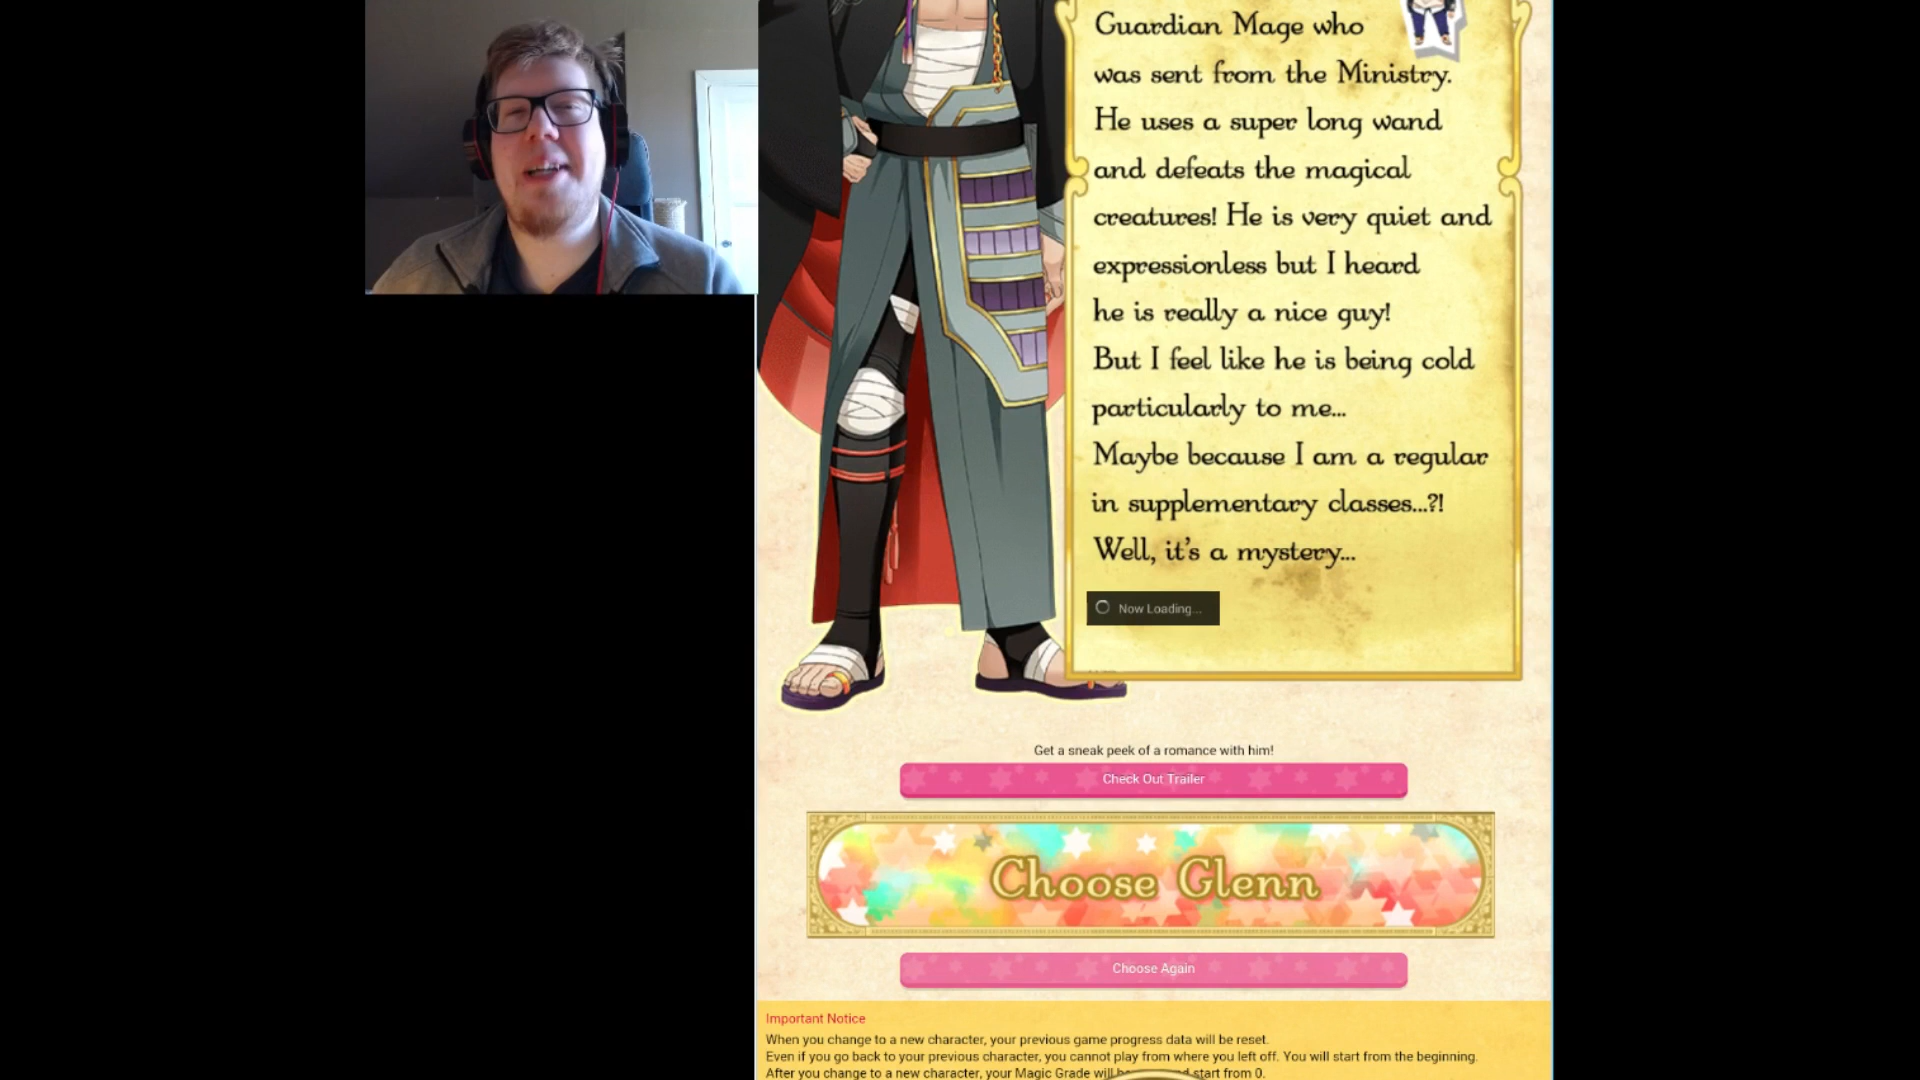 Guardian Mage who
was sent from the Ministry.
He uses a super long wand
and defeats the magical
creatures! He is very quiet and
expressionless but I heard
he is really a nice guy!
But I feel like he is being cold
particularly to me...
Maybe because I am a regular
in supplementary classes...?!
Well, it's a mystery...
Now Loading...
Get a sneak peek of a romance with him!
Check Out Trailer
Choose Glenn
Choose Again
Important Notice
When you change to a new character, your previous game progress data will be reset.
Even if you go back to your previous character, you cannot play from where you left off. You will start from the beginning.
After you change to a new character, your Magic Grade will start from 0.